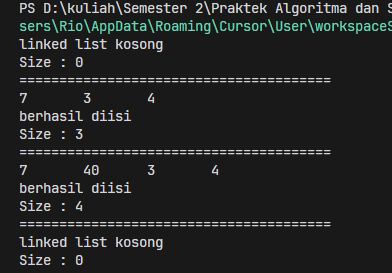 PS D:\kuliah\Semester 2\Praktek Algoritma dan S
sers\Rio\AppData\Roaming\Cursor\User\workspaceS
linked list kosong
Size : 0
======================================
7 3 4
berhasil diisi
Size : 3
======================================
7 40 3 4
berhasil diisi
Size : 4
======================================
linked list kosong
Size : 0